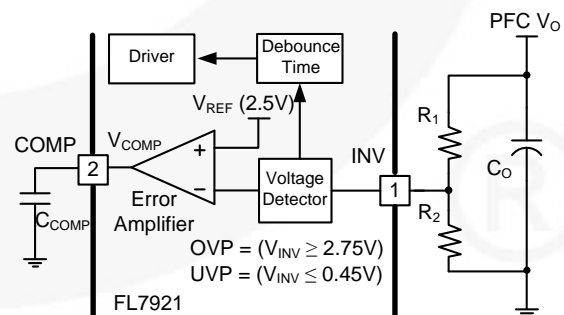 PFC VO
Driver
Debounce
Time
VREF (2.5V)
R1
COMP
VCOMP
INV
2
+
−
Voltage
Detector
1
CO
CCOMP
Error
Amplifier
R2
OVP = (VINV ≥ 2.75V)
UVP = (VINV ≤ 0.45V)
FL7921
®